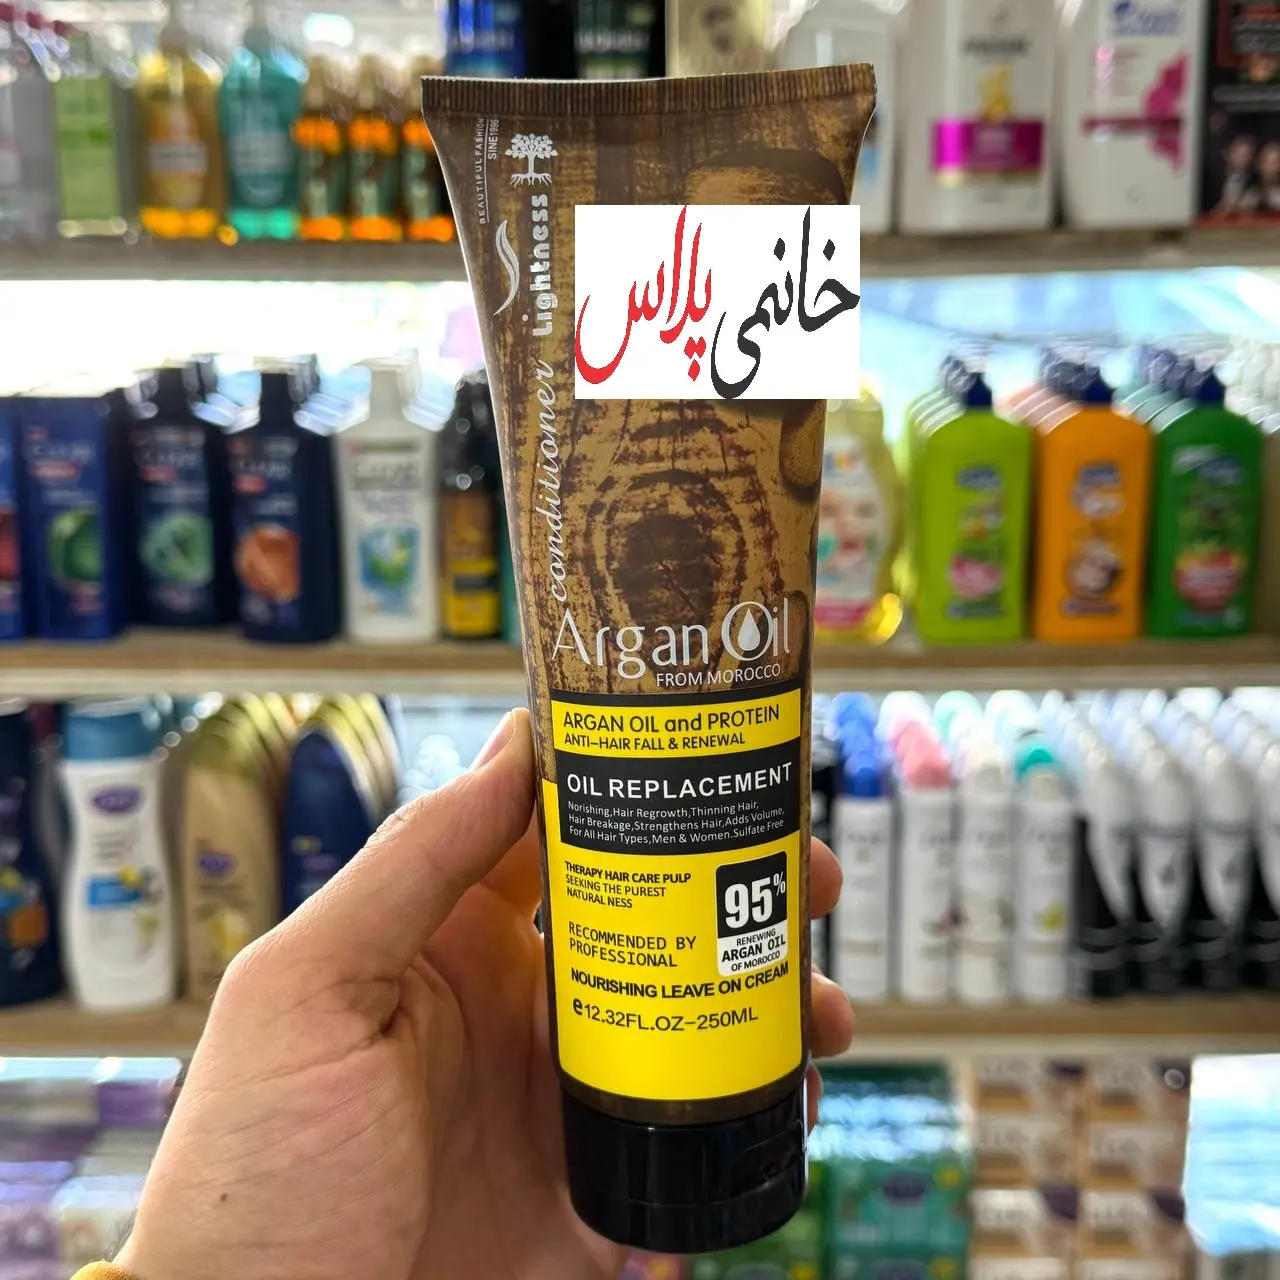 BEAUTIFUL FASHION
SINE1996
Lightness
conditioner
خانمی پلاس
Argan Oil
FROM MOROCCO
ARGAN OIL and PROTEIN
ANTI-HAIR FALL & RENEWAL
OIL REPLACEMENT
Norishing,Hair Regrowth,Thinning Hair,
Hair Breakage,Strengthens Hair,Adds Volume,
For All Hair Types,Men & Women.Sulfate Free
THERAPY HAIR CARE PULP
SEEKING THE PUREST
NATURAL NESS
95%
RENEWING
ARGAN OIL
OF MOROCCO
RECOMMENDED BY
PROFESSIONAL
NOURISHING LEAVE ON CREAM
e12.32FL.OZ-250ML